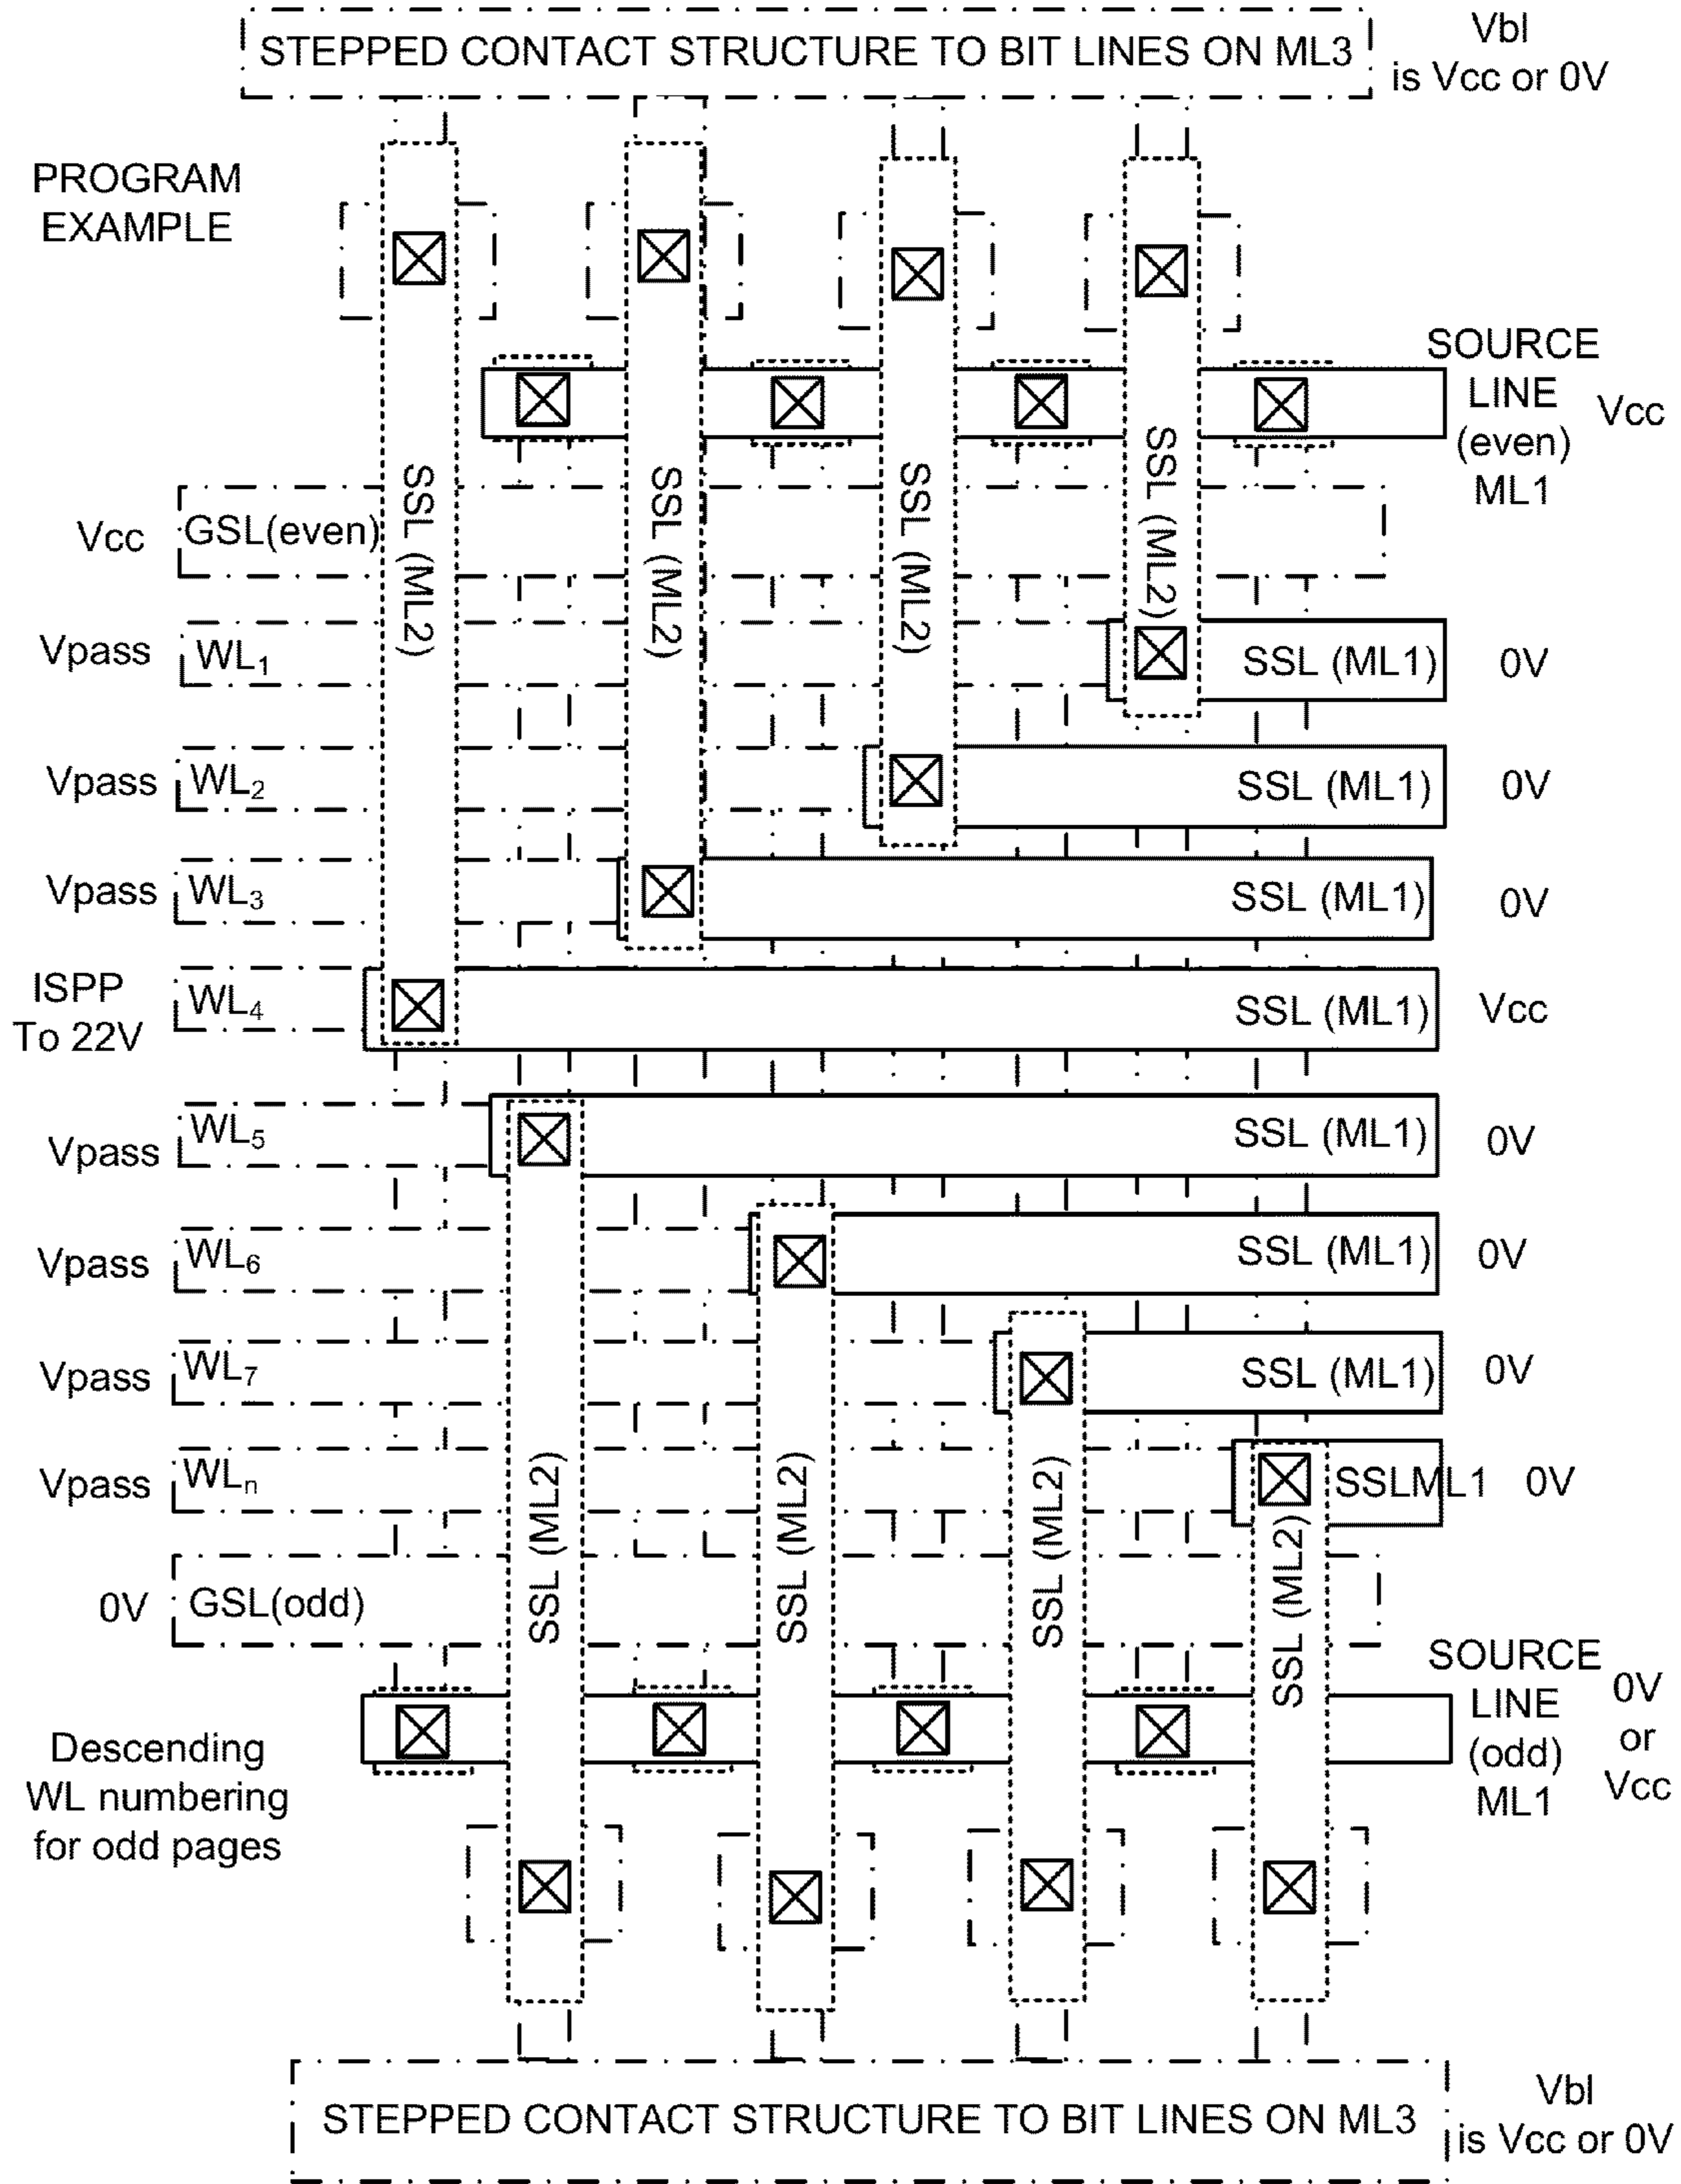 STEPPED CONTACT STRUCTURE TO BIT LINES ON ML3
Vbl
is Vcc or 0V
PROGRAM
EXAMPLE
SOURCE
LINE
(even)
ML1
Vcc
SSL (ML2)
SSL (ML2)
SSL (ML2)
SSL (ML2)
Vcc
GSL(even)
Vpass
WL1
SSL (ML1)
0V
Vpass
WL2
SSL (ML1)
0V
Vpass
WL3
SSL (ML1)
0V
ISPP
To 22V
WL4
SSL (ML1)
Vcc
Vpass
WL5
SSL (ML1)
0V
Vpass
WL6
SSL (ML1)
0V
Vpass
WL7
SSL (ML1)
0V
Vpass
WLn
SSLML1
0V
SSL (ML2)
SSL (ML2)
SSL (ML2)
SSL (ML2)
0V
GSL(odd)
SOURCE
LINE
(odd)
ML1
0V
or
Vcc
Descending
WL numbering
for odd pages
STEPPED CONTACT STRUCTURE TO BIT LINES ON ML3
Vbl
is Vcc or 0V